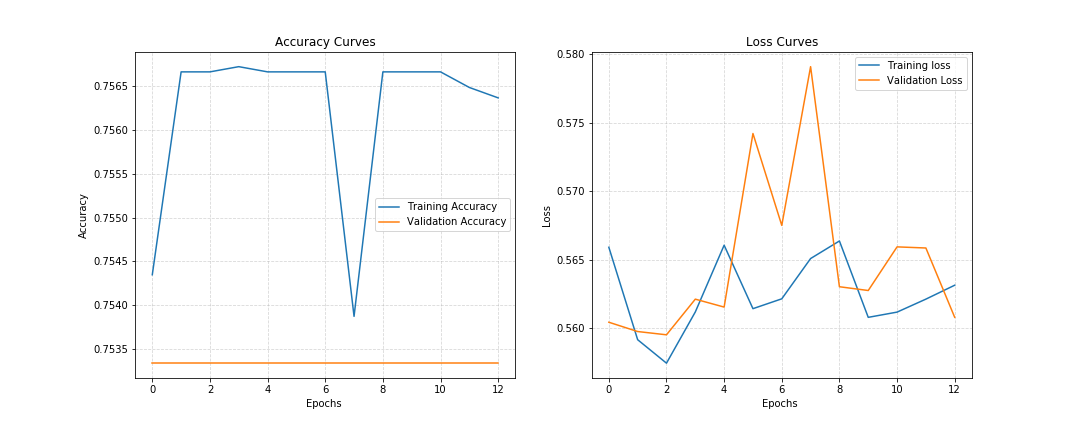 Accuracy Curves
0.7565
0.7560
0.7555
0.7550
0.7545
0.7540
0.7535
Accuracy
Training Accuracy
Validation Accuracy
0 2 4 6 8 10 12
Epochs
Loss Curves
0.580
0.575
0.570
0.565
0.560
Loss
Training loss
Validation Loss
0 2 4 6 8 10 12
Epochs